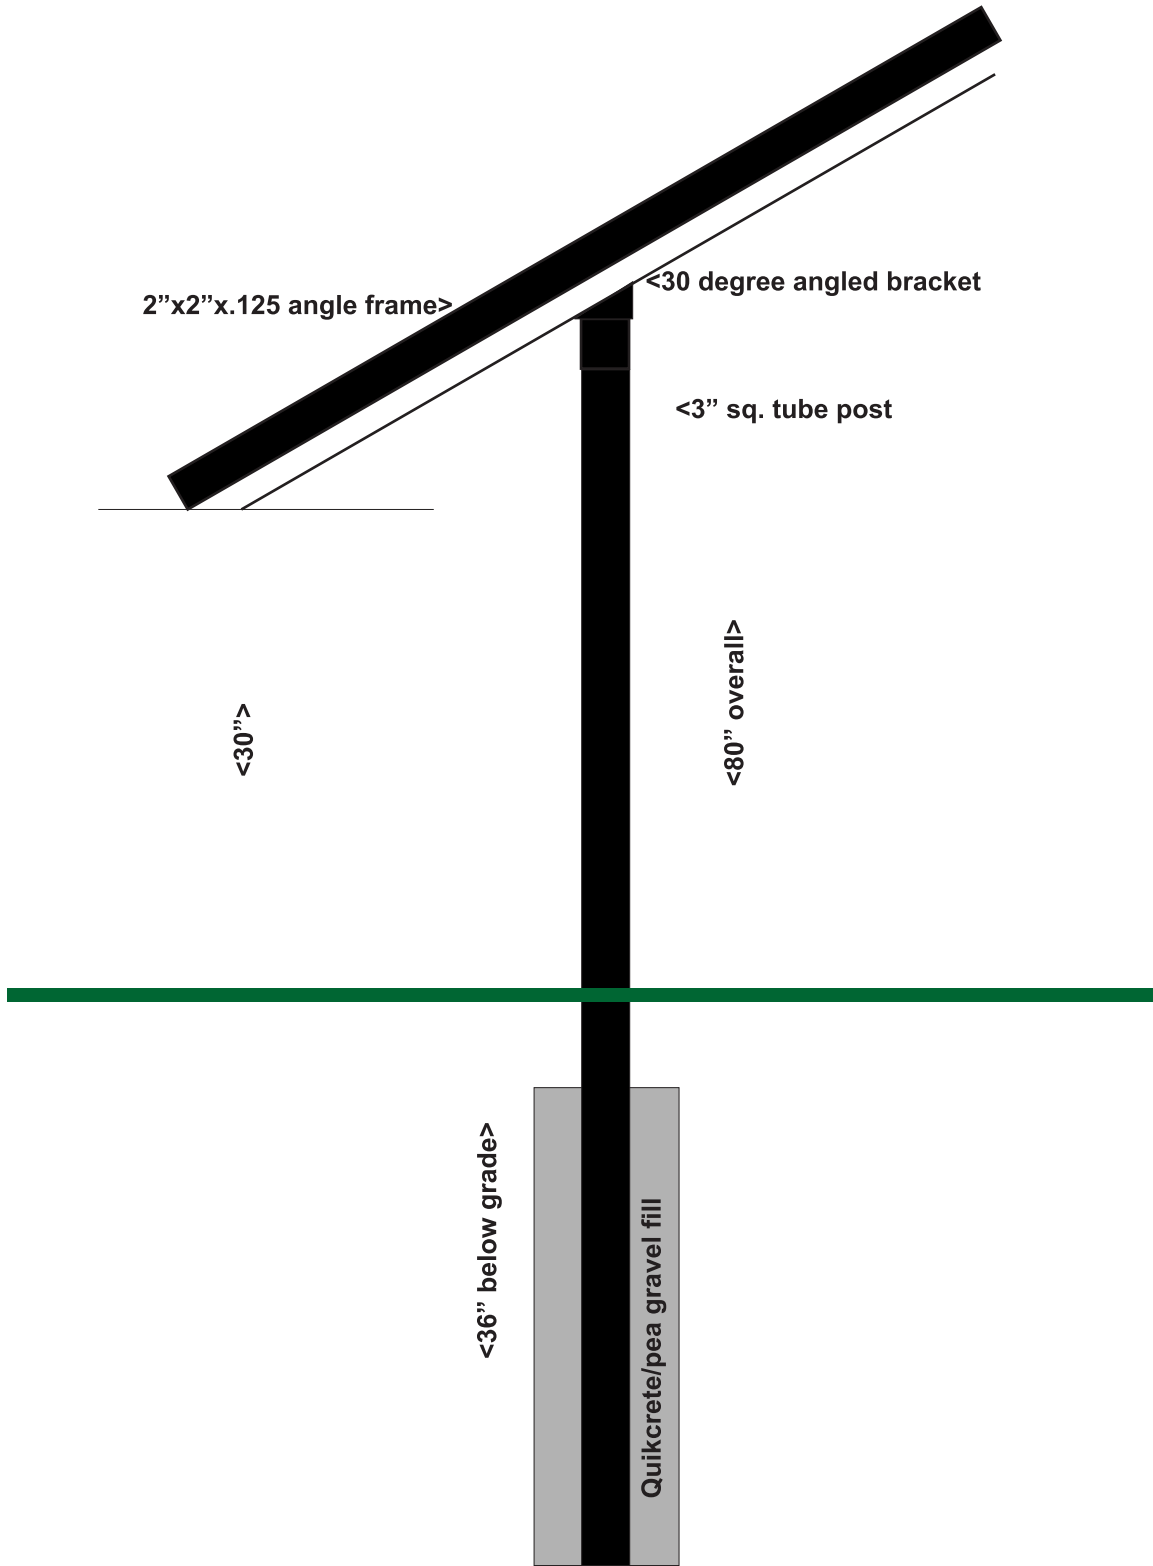 <30 degree angled bracket
2”x2”x.125 angle frame>
<3” sq. tube post
<80” overall>
<30”>
<36” below grade>
Quikcrete/pea gravel fill